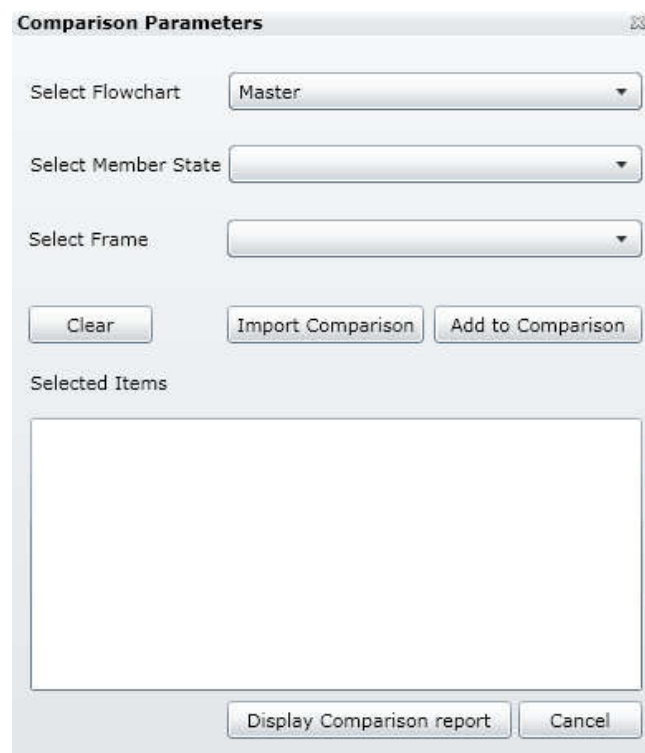 Comparison Parameters
Select Flowchart Master
Select Member State
Select Frame
Clear Import Comparison Add to Comparison
Selected Items
Display Comparison report Cancel